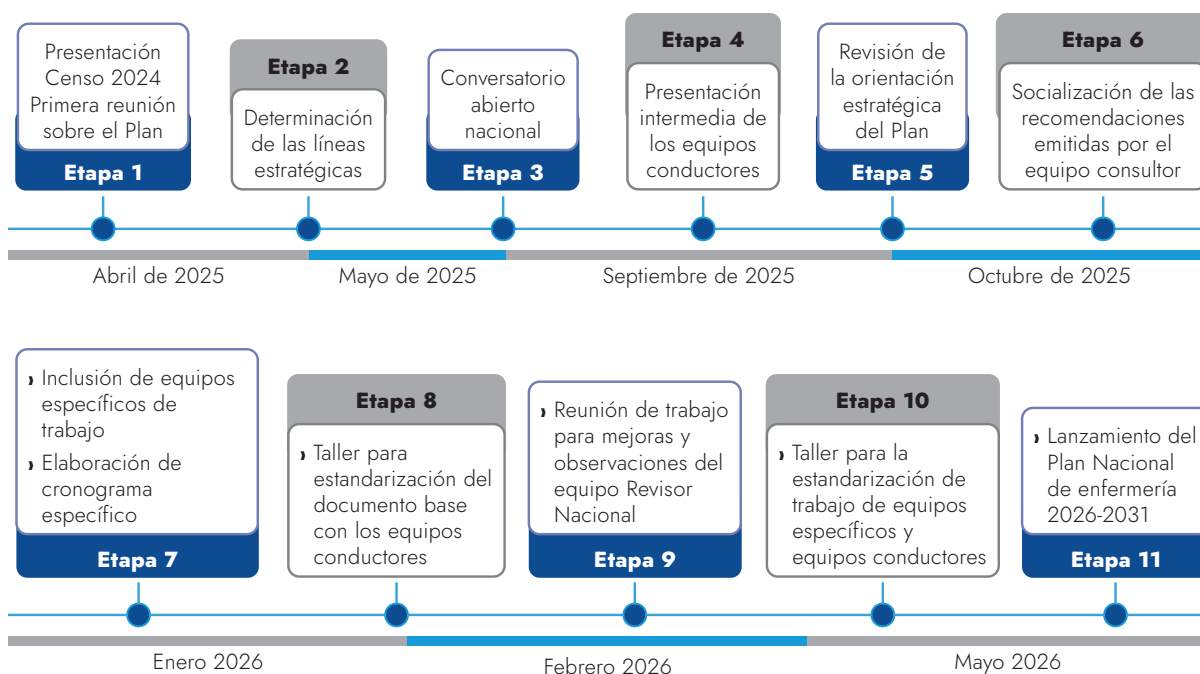 Presentación
Censo 2024
Primera reunión
sobre el Plan
Etapa 1
Etapa 2
Determinación
de las líneas
estratégicas
Conversatorio
abierto
nacional
Etapa 3
Etapa 4
Presentación
intermedia de
los equipos
conductores
Revisión de
la orientación
estratégica
del Plan
Etapa 5
Etapa 6
Socialización de las
recomendaciones
emitidas por el
equipo consultor
Abril de 2025
Mayo de 2025
Septiembre de 2025
Octubre de 2025
› Inclusión de equipos
específicos de
trabajo
› Elaboración de
cronograma
específico
Etapa 7
Etapa 8
› Taller para
estandarización del
documento base
con los equipos
conductores
› Reunión de trabajo
para mejoras y
observaciones del
equipo Revisor
Nacional
Etapa 9
Etapa 10
› Taller para la
estandarización de
trabajo de equipos
específicos y
equipos conductores
› Lanzamiento del
Plan Nacional
de enfermería
2026-2031
Etapa 11
Enero 2026
Febrero 2026
Mayo 2026